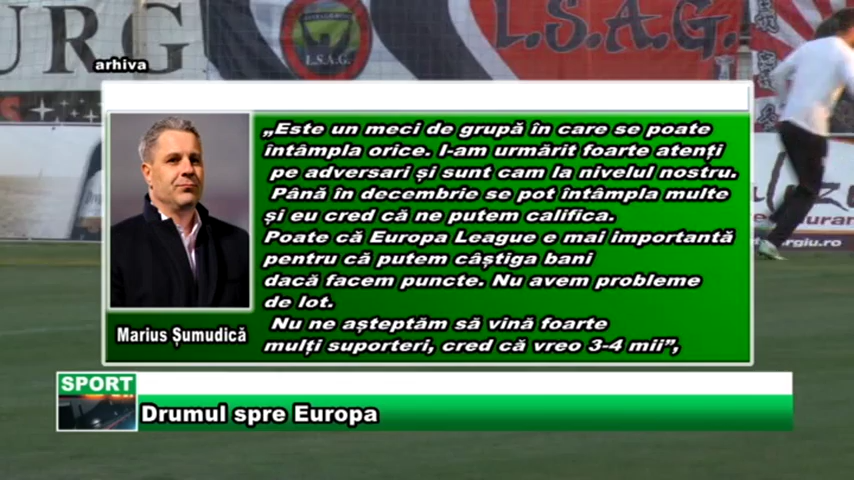 URG
L.S.A.G.
L.S.A.G.
arhiva
„Este un meci de grupă în care se poate
întâmpla orice. I-am urmărit foarte atenți
pe adversari și sunt cam la nivelul nostru.
Până în decembrie se pot întâmpla multe
și eu cred că ne putem califica.
Poate că Europa League e mai importantă
pentru că putem câștiga bani
dacă facem puncte. Nu avem probleme
de lot.
Nu ne așteptăm să vină foarte
mulți suporteri, cred că vreo 3-4 mii”,
Marius Șumudică
SPORT
Drumul spre Europa